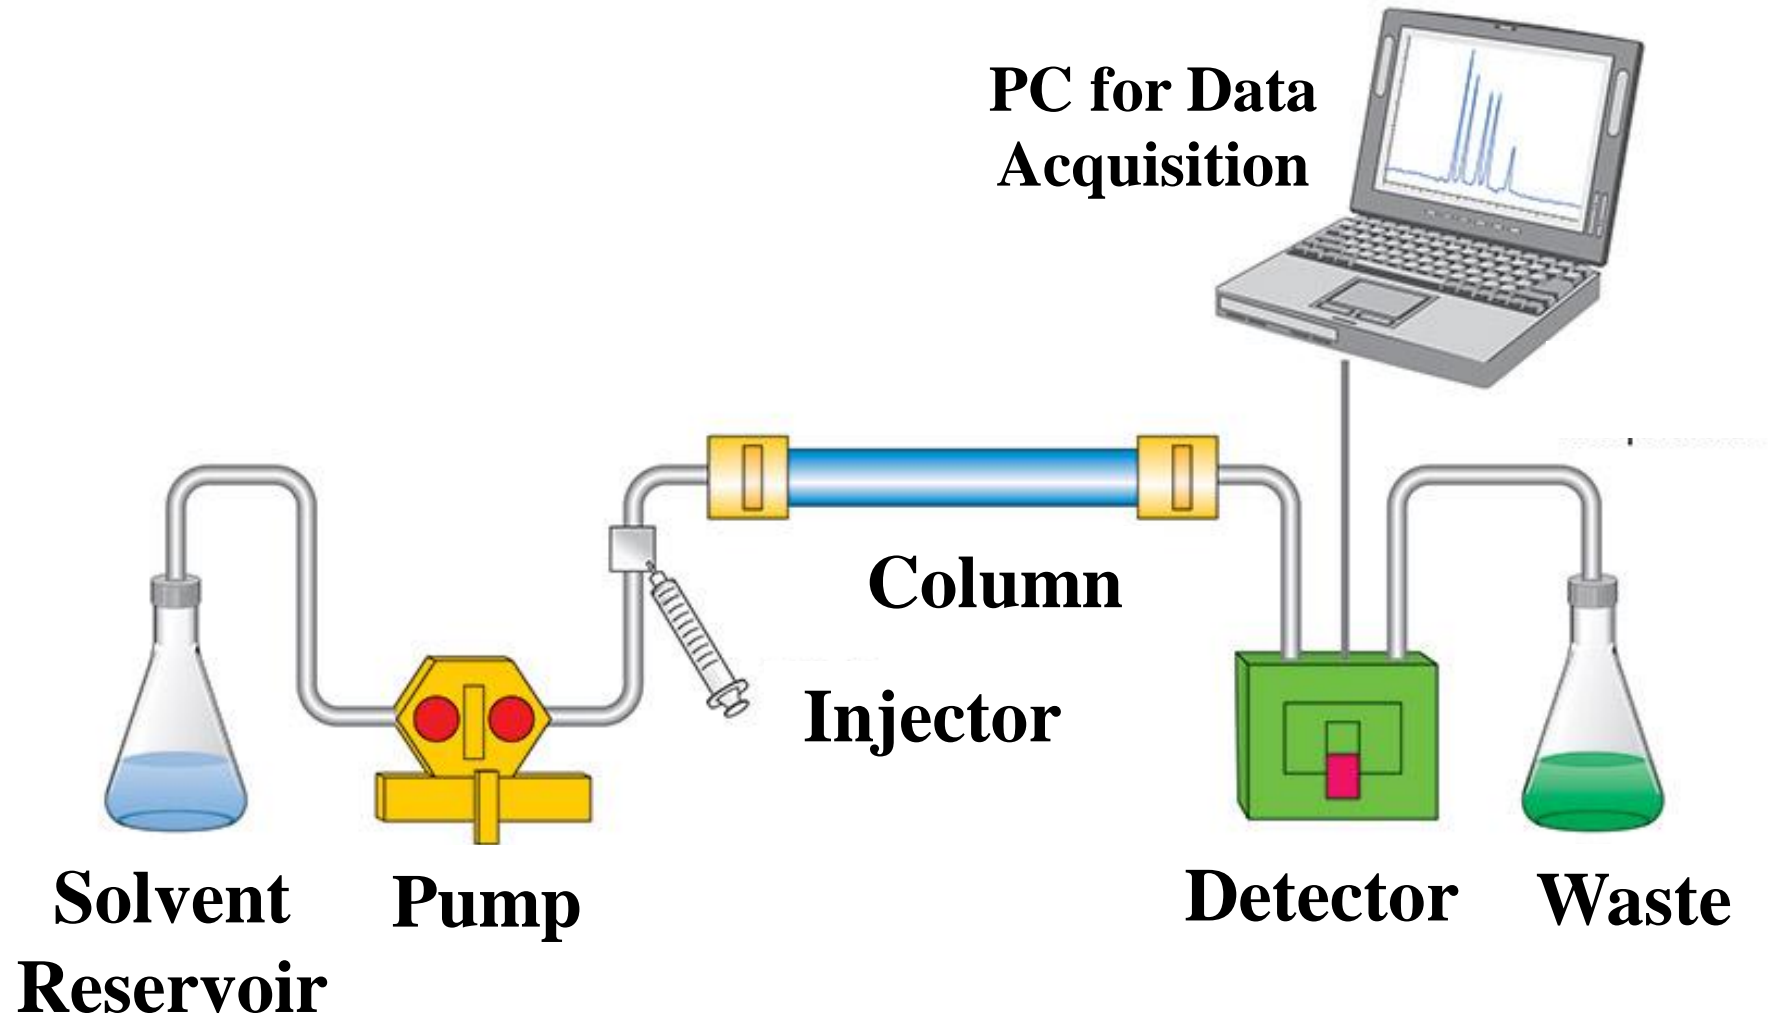 PC for Data
Acquisition
Column
Injector
Solvent
Reservoir
Pump
Detector
Waste